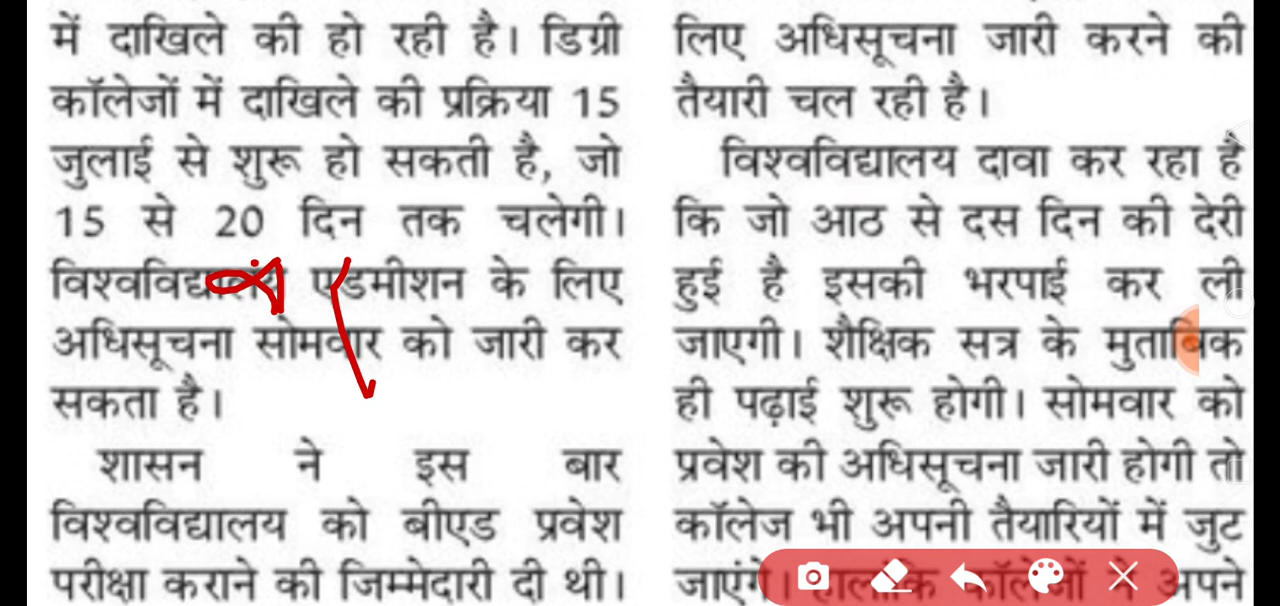 में दाखिले की हो रही है। डिग्री
कॉलेजों में दाखिले की प्रक्रिया 15
जुलाई से शुरू हो सकती है, जो
15 से 20 दिन तक चलेगी।
विश्वविद्यालय एडमीशन के लिए
अधिसूचना सोमवार को जारी कर
सकता है।
शासन ने इस बार
विश्वविद्यालय को बीएड प्रवेश
परीक्षा कराने की जिम्मेदारी दी थी।
लिए अधिसूचना जारी करने की
तैयारी चल रही है।
विश्वविद्यालय दावा कर रहा है
कि जो आठ से दस दिन की देरी
हुई है इसकी भरपाई कर ली
जाएगी। शैक्षिक सत्र के मुताबिक
ही पढ़ाई शुरू होगी। सोमवार को
प्रवेश की अधिसूचना जारी होगी तो
कॉलेज भी अपनी तैयारियों में जुट
जाएंगे। हालांकि कॉलेजों ने अपने